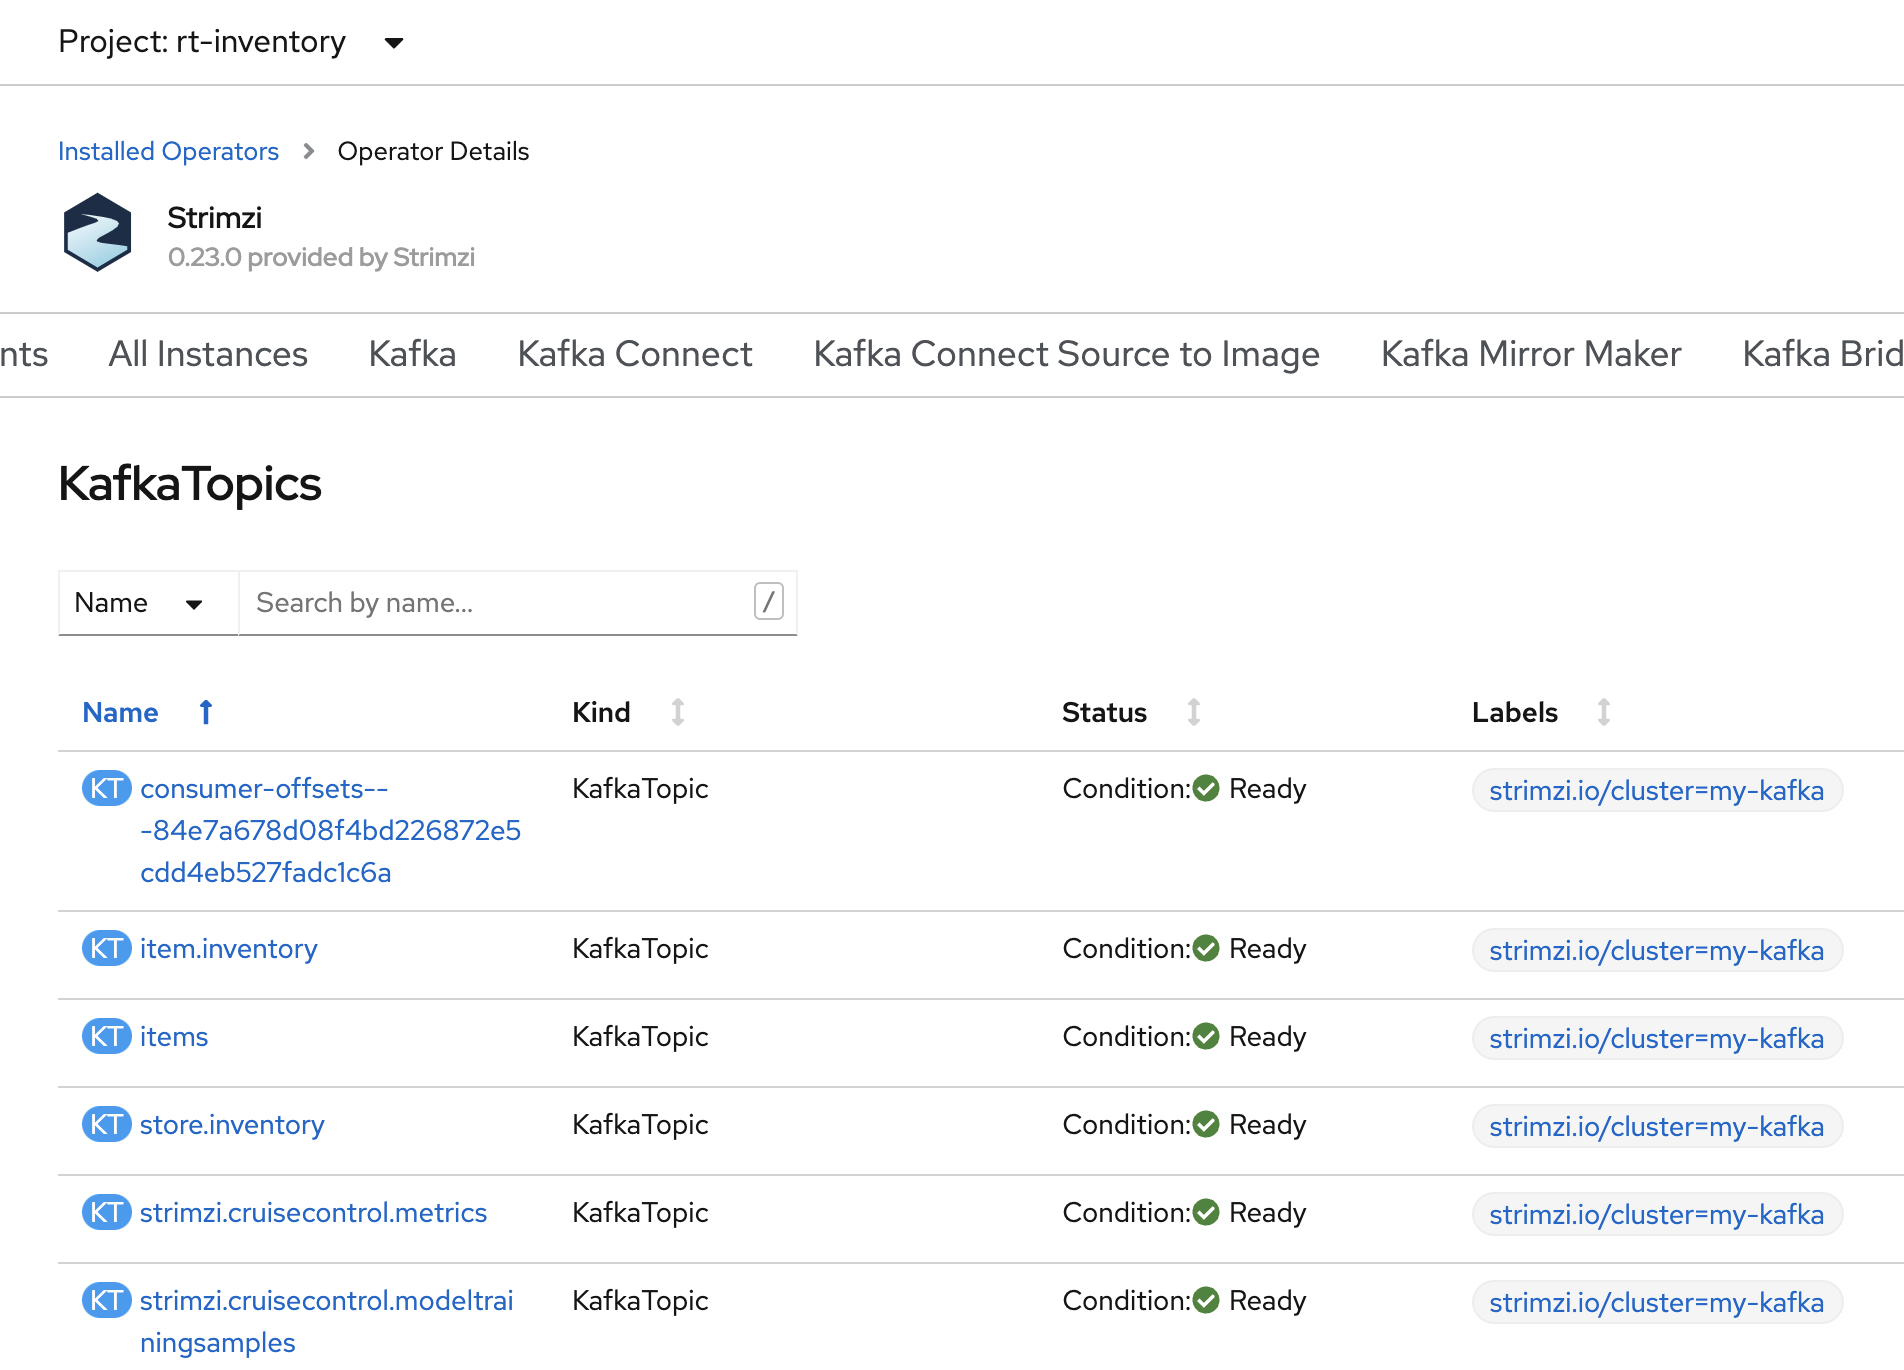 Project: rt-inventory
Installed Operators > Operator Details
Strimzi
0.23.0 provided by Strimzi
nts All Instances Kafka Kafka Connect Kafka Connect Source to Image Kafka Mirror Maker Kafka Brid
KafkaTopics
Name Search by name... /
Name Kind Status Labels
KT consumer-offsets-- KafkaTopic Condition: Ready strimzi.io/cluster=my-kafka
-84e7a678d08f4bd226872e5
cdd4eb527fadc1c6a
KT item.inventory KafkaTopic Condition: Ready strimzi.io/cluster=my-kafka
KT items KafkaTopic Condition: Ready strimzi.io/cluster=my-kafka
KT store.inventory KafkaTopic Condition: Ready strimzi.io/cluster=my-kafka
KT strimzi.cruisecontrol.metrics KafkaTopic Condition: Ready strimzi.io/cluster=my-kafka
KT strimzi.cruisecontrol.modeltrai KafkaTopic Condition: Ready strimzi.io/cluster=my-kafka
ningsamples